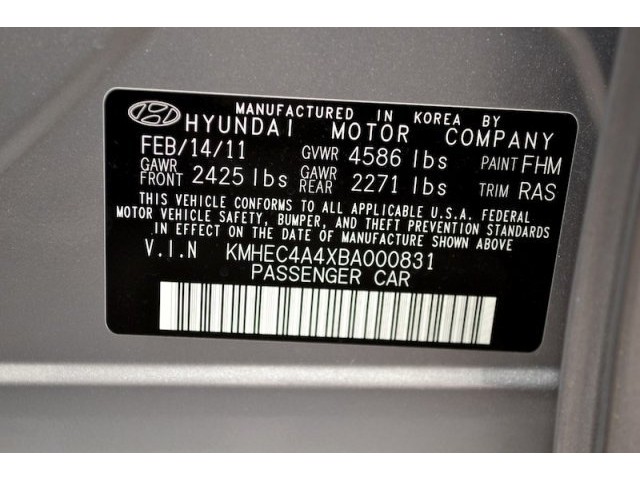 MANUFACTURED IN KOREA BY
HYUNDAI MOTOR COMPANY
FEB/14/11 GVWR 4586 lbs PAINT FHM
GAWR FRONT 2425 lbs GAWR REAR 2271 lbs TRIM RAS
THIS VEHICLE CONFORMS TO ALL APPLICABLE U.S.A. FEDERAL
MOTOR VEHICLE SAFETY, BUMPER, AND THEFT PREVENTION STANDARDS
IN EFFECT ON THE DATE OF MANUFACTURE SHOWN ABOVE.
V.I.N KMHEC4A4XBA000831
PASSENGER CAR